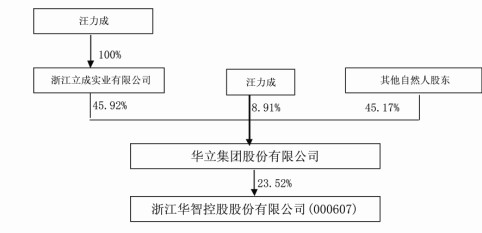 汪力成
100%
浙江立成实业有限公司
汪力成
其他自然人股东
45.92%
8.91%
45.17%
华立集团股份有限公司
23.52%
浙江华智控股股份有限公司(000607)